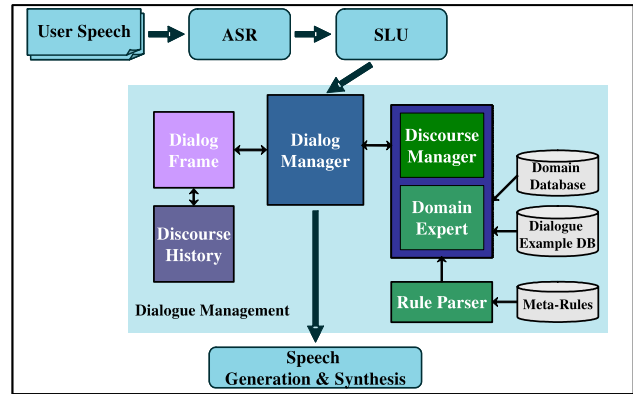 User Speech
ASR
SLU
Dialog
Frame
Dialog
Manager
Discourse
Manager
Domain
Database
Domain
Expert
Dialogue
Example DB
Discourse
History
Dialogue Management
Rule Parser
Meta-Rules
Speech
Generation & Synthesis